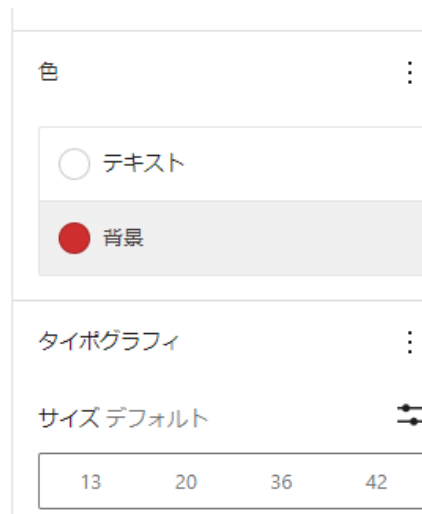 色
テキスト
背景
タイポグラフィ
サイズ デフォルト
13 20 36 42